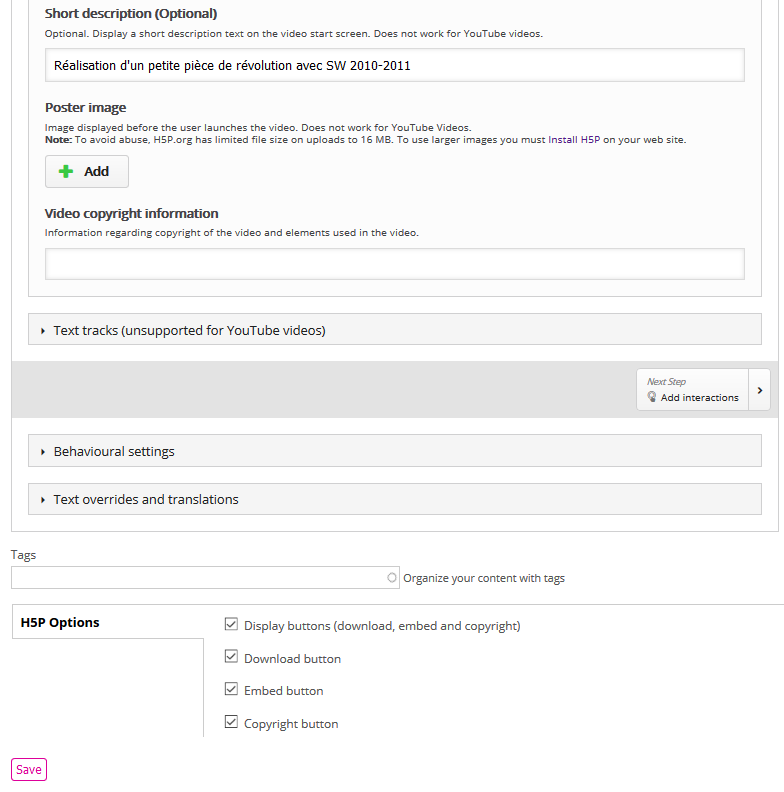 Short description (Optional)
Optional. Display a short description text on the video start screen. Does not work for YouTube videos.
Réalisation d'un petite pièce de révolution avec SW 2010-2011
Poster image
Image displayed before the user launches the video. Does not work for YouTube Videos.
Note: To avoid abuse, H5P.org has limited file size on uploads to 16 MB. To use larger images you must Install H5P on your web site.
Add
Video copyright information
Information regarding copyright of the video and elements used in the video.
Text tracks (unsupported for YouTube videos)
Next Step
Add interactions
Behavioural settings
Text overrides and translations
Tags
Organize your content with tags
H5P Options
Display buttons (download, embed and copyright)
Download button
Embed button
Copyright button
Save